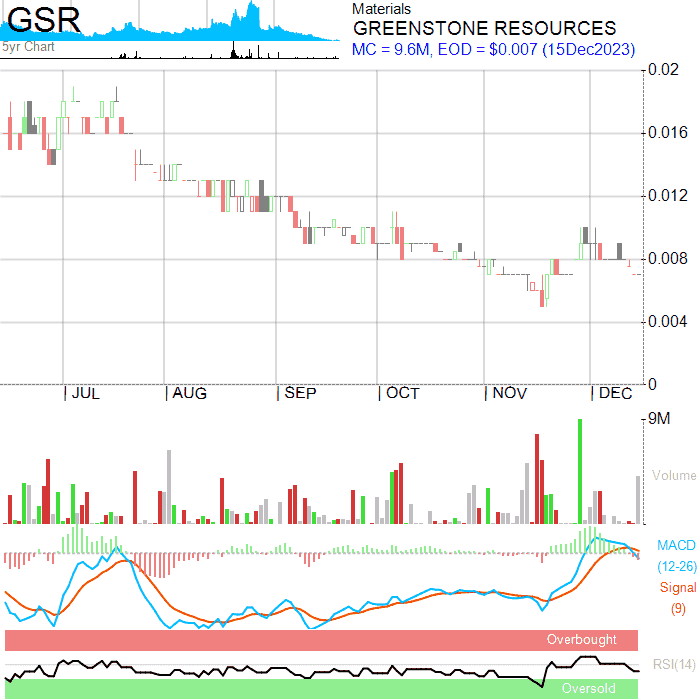 GSR
5yr Chart
Materials
GREENSTONE RESOURCES
MC = 9.6M, EOD = $0.007 (15Dec2023)
0.02
0.016
0.012
0.008
0.004
0
JUL AUG SEP OCT NOV DEC
9M
Volume
MACD
(12-26)
Signal
(9)
Overbought
RSI(14)
Oversold